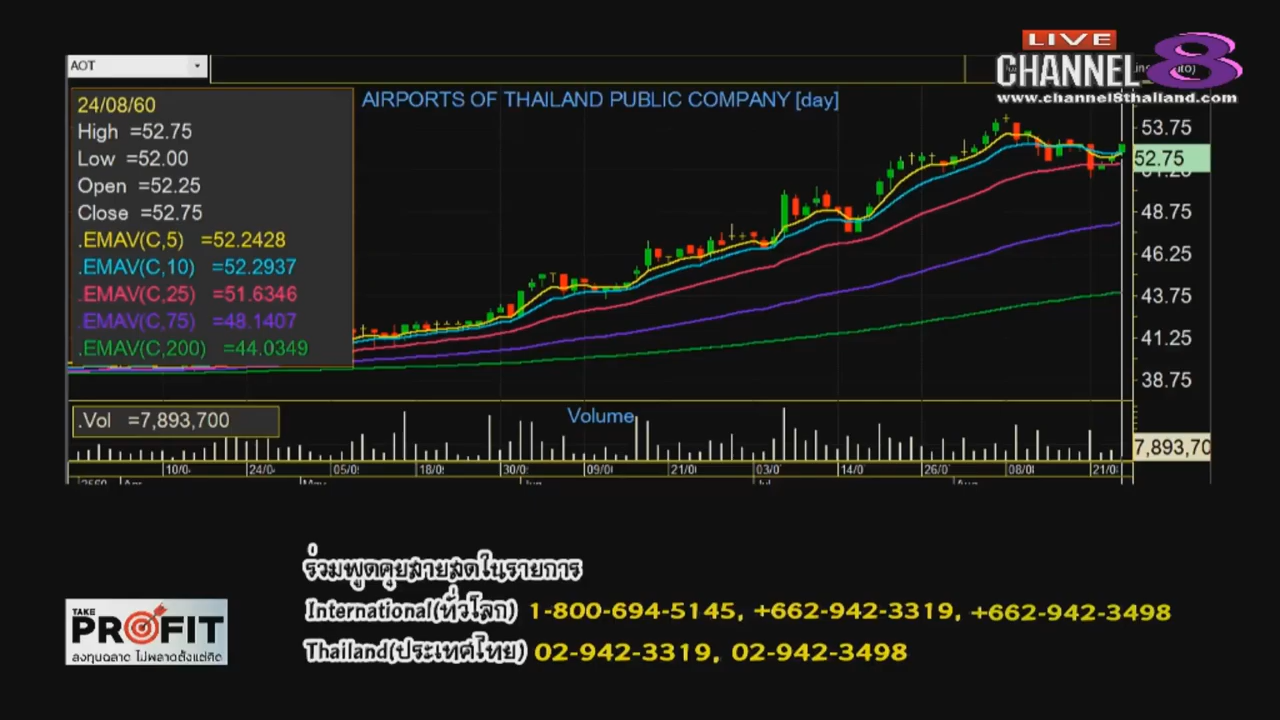 LIVE
CHANNEL 8
www.channel8thailand.com
AOT
AIRPORTS OF THAILAND PUBLIC COMPANY [day]
24/08/60
High =52.75
Low =52.00
Open =52.25
Close =52.75
.EMAV(C,5) =52.2428
.EMAV(C,10) =52.2937
.EMAV(C,25) =51.6346
.EMAV(C,75) =48.1407
.EMAV(C,200) =44.0349
53.75
52.75
48.75
46.25
43.75
41.25
38.75
.Vol =7,893,700
Volume
7,893,70
10/0 24/0 05/0 18/0 30/0 09/0 21/0 03/0 14/0 26/0 08/0 21/0
ร่วมพูดคุยสายสดในรายการ
International(ทั่วโลก) 1-800-694-5145, +662-942-3319, +662-942-3498
Thailand(ประเทศไทย) 02-942-3319, 02-942-3498
TAKE
PROFIT
ลงทุนฉลาด ไม่พลาดตั้งแต่คิด